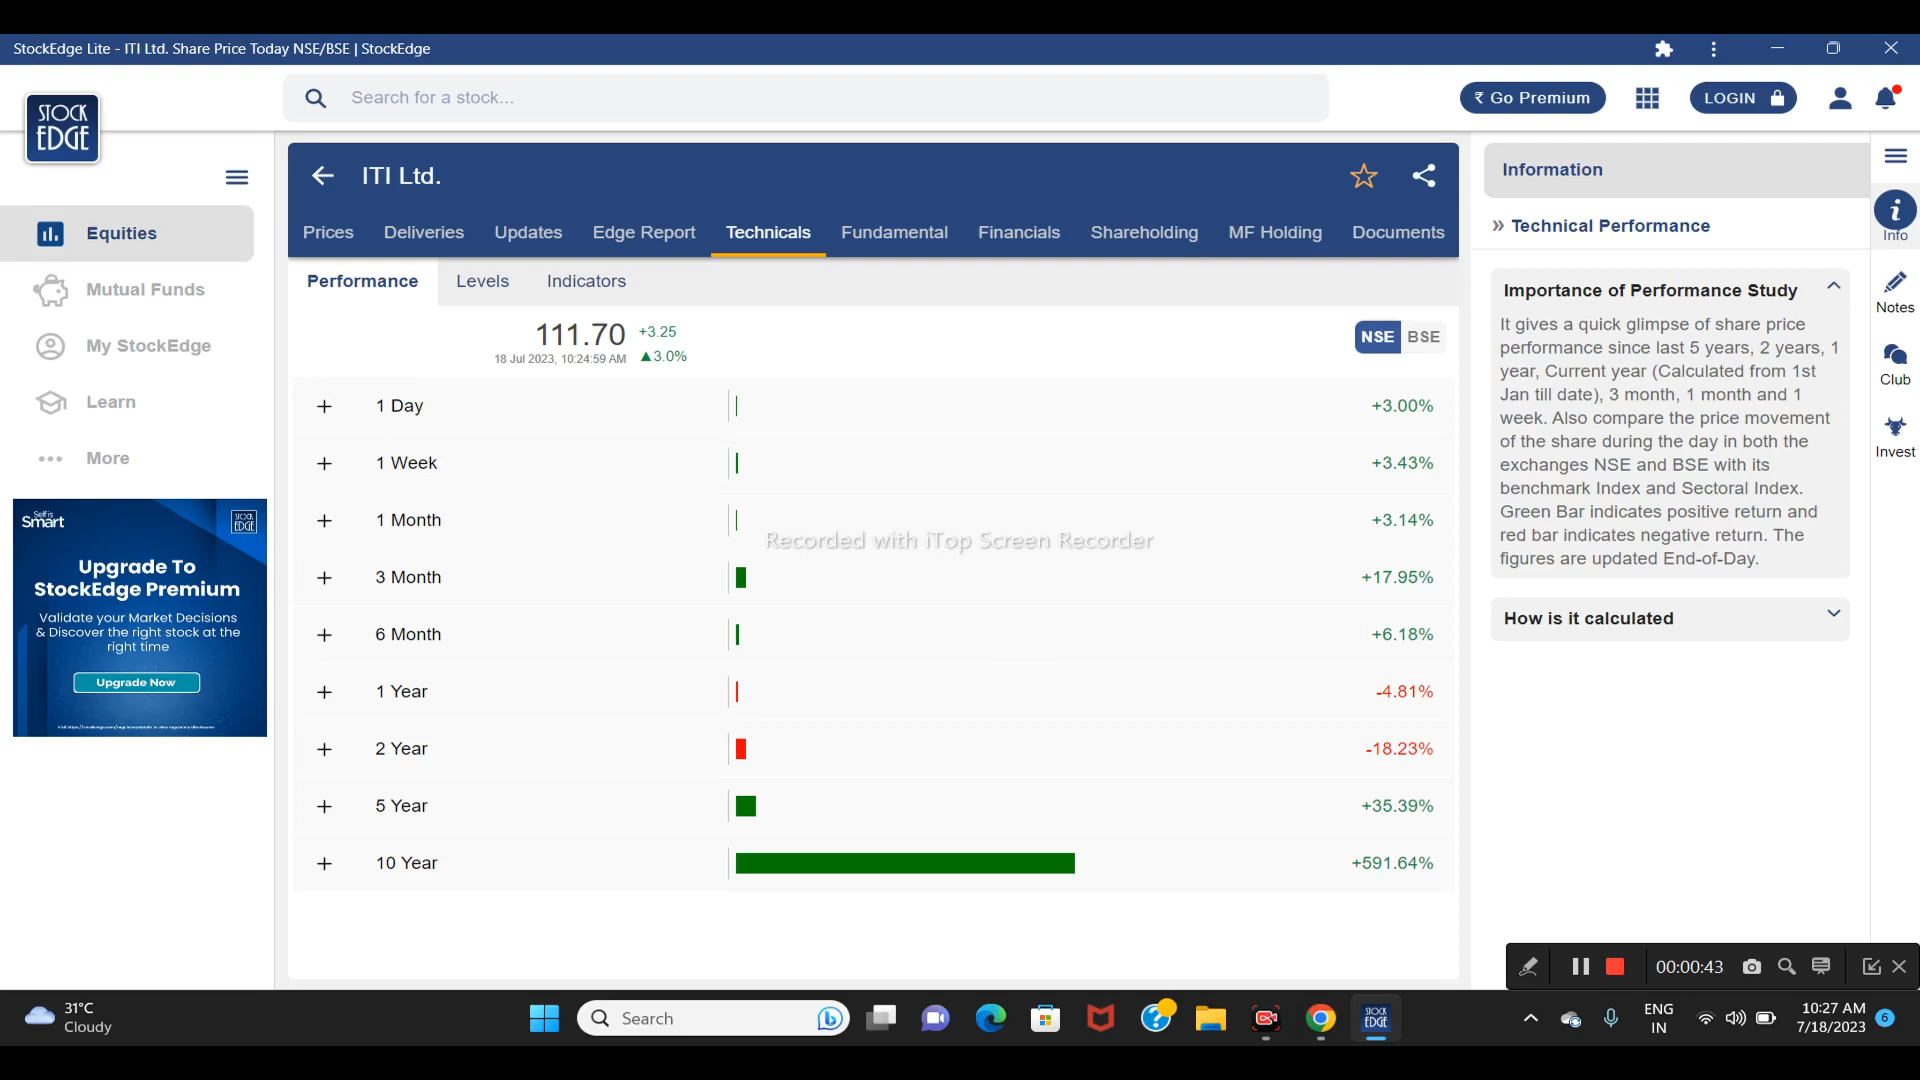 StockEdge Lite - ITI Ltd. Share Price Today NSE/BSE | StockEdge
STOCK
EDGE
Search for a stock...
₹ Go Premium
LOGIN
Equities
Mutual Funds
My StockEdge
Learn
More
Self is
Smart
STOCK
EDGE
Upgrade To
StockEdge Premium
Validate your Market Decisions
& Discover the right stock at the
right time
Upgrade Now
ITI Ltd.
Prices Deliveries Updates Edge Report Technicals Fundamental Financials Shareholding MF Holding Documents
Performance Levels Indicators
111.70 +3.25
18 Jul 2023, 10:24:59 AM ▲3.0%
NSE BSE
1 Day +3.00%
1 Week +3.43%
1 Month +3.14%
3 Month +17.95%
6 Month +6.18%
1 Year -4.81%
2 Year -18.23%
5 Year +35.39%
10 Year +591.64%
Recorded with iTop Screen Recorder
Information
» Technical Performance
Importance of Performance Study
It gives a quick glimpse of share price
performance since last 5 years, 2 years, 1
year, Current year (Calculated from 1st
Jan till date), 3 month, 1 month and 1
week. Also compare the price movement
of the share during the day in both the
exchanges NSE and BSE with its
benchmark Index and Sectoral Index.
Green Bar indicates positive return and
red bar indicates negative return. The
figures are updated End-of-Day.
How is it calculated
Info
Notes
Club
Invest
00:00:43
31°C
Cloudy
Search
STOCK
EDGE
ENG
IN
10:27 AM
7/18/2023
6